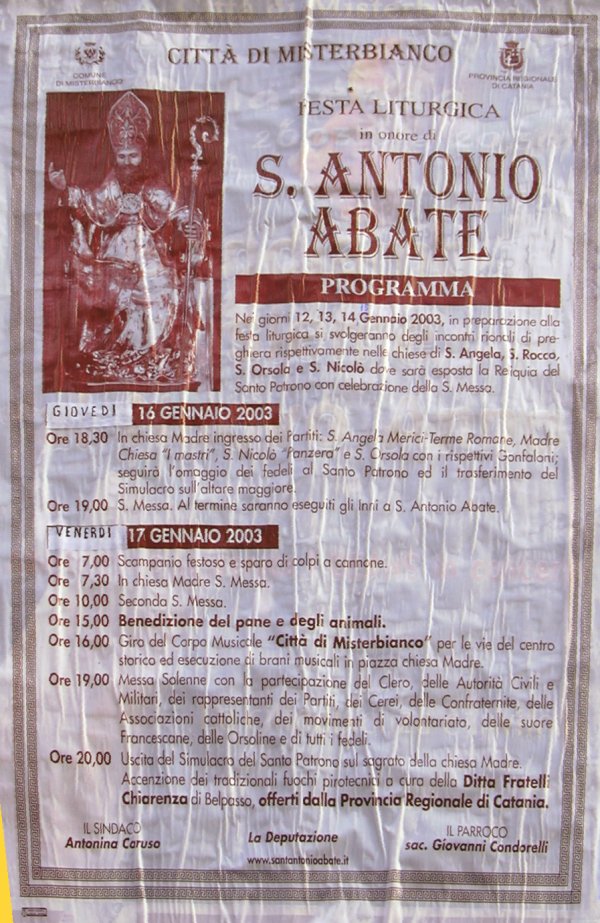 CITTÀ DI MISTERBIANCO
COMUNE
DI MISTERBIANCO
PROVINCIA REGIONALE
DI CATANIA
FESTA LITURGICA
in onore di
S. ANTONIO
ABATE
PROGRAMMA
Nei giorni 12, 13, 14 Gennaio 2003, in preparazione alla
festa liturgica si svolgeranno degli incontri rionali di pre-
ghiera rispettivamente nelle chiese di S. Angela, S. Rocco,
S. Orsola e S. Nicolò dove sarà esposta la Reliquia del
Santo Patrono con celebrazione della S. Messa.
GIOVEDÌ 16 GENNAIO 2003
Ore 18,30 In chiesa Madre ingresso dei Partiti: S. Angela Merici-Terme Romane, Madre
Chiesa "I mastri", S. Nicolò "Panzera" e S. Orsola con i rispettivi Gonfaloni;
seguirà l'omaggio dei fedeli al Santo Patrono ed il trasferimento del
Simulacro sull'altare maggiore.
Ore 19,00 S. Messa. Al termine saranno eseguiti gli Inni a S. Antonio Abate.
VENERDÌ 17 GENNAIO 2003
Ore 7,00 Scampanio festoso e sparo di colpi a cannone.
Ore 7,30 In chiesa Madre S. Messa.
Ore 10,00 Seconda S. Messa.
Ore 15,00 Benedizione del pane e degli animali.
Ore 16,00 Giro del Corpo Musicale "Città di Misterbianco" per le vie del centro
storico ed esecuzione di brani musicali in piazza chiesa Madre.
Ore 19,00 Messa Solenne con la partecipazione del Clero, delle Autorità Civili e
Militari, dei rappresentanti dei Partiti, dei Cerei, delle Confraternite, delle
Associazioni cattoliche, dei movimenti di volontariato, delle suore
Francescane, delle Orsoline e di tutti i fedeli.
Ore 20,00 Uscita del Simulacro del Santo Patrono sul sagrato della chiesa Madre.
Accenzione dei tradizionali fuochi pirotecnici a cura della Ditta Fratelli
Chiarenza di Belpasso, offerti dalla Provincia Regionale di Catania.
IL SINDACO
Antonina Caruso
La Deputazione
www.santantonioabate.it
IL PARROCO
sac. Giovanni Condorelli